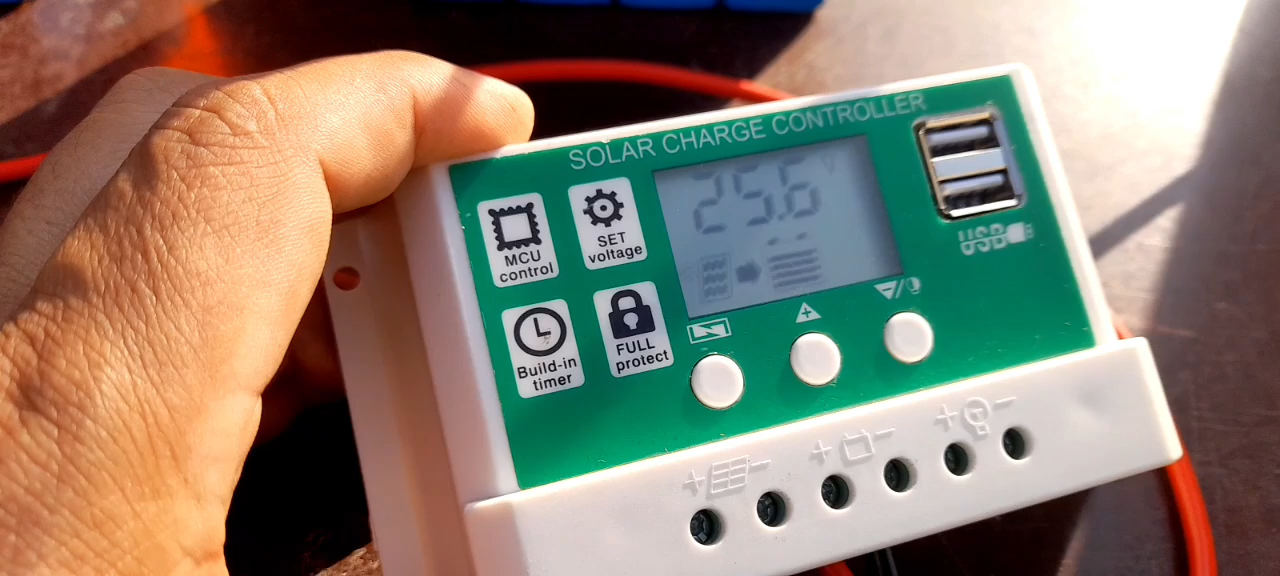 SOLAR CHARGE CONTROLLER
25.6
V
MCU
control
SET
voltage
Build-in
timer
FULL
protect
USB